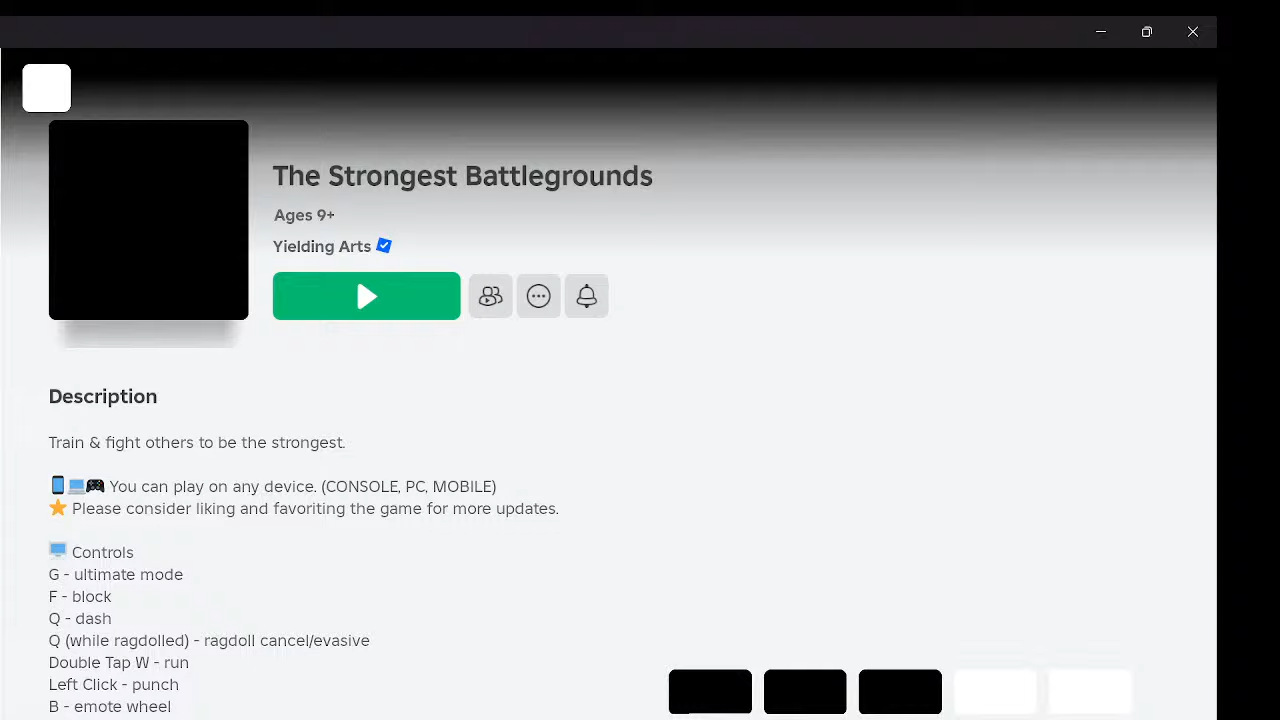 The Strongest Battlegrounds
Ages 9+
Yielding Arts
Description
Train & fight others to be the strongest.
📱💻🎮 You can play on any device. (CONSOLE, PC, MOBILE)
⭐ Please consider liking and favoriting the game for more updates.
🖥️ Controls
G - ultimate mode
F - block
Q - dash
Q (while ragdolled) - ragdoll cancel/evasive
Double Tap W - run
Left Click - punch
B - emote wheel